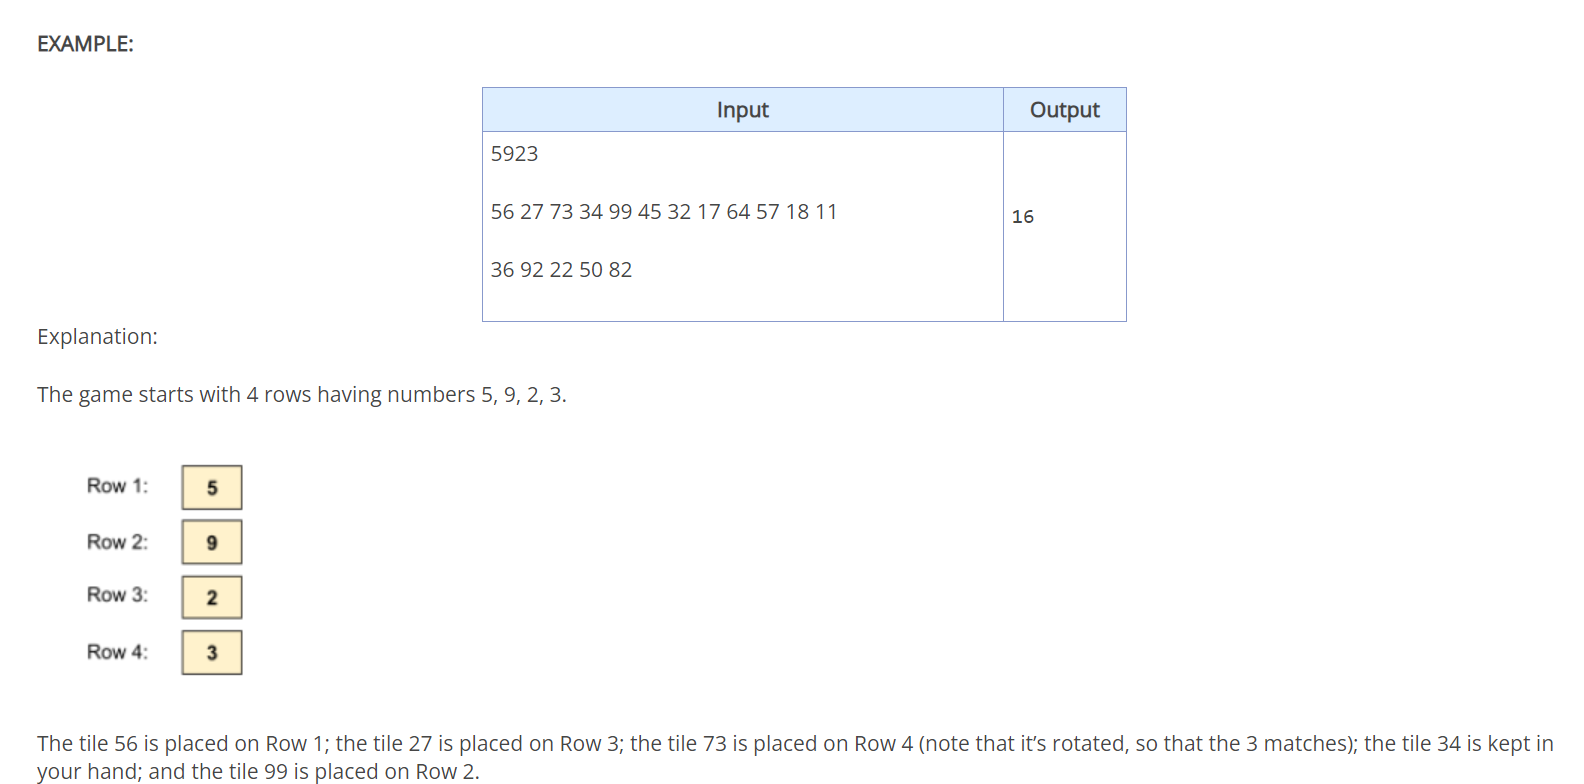 EXAMPLE:
Input Output
5923
56 27 73 34 99 45 32 17 64 57 18 11
16
36 92 22 50 82
Explanation:
The game starts with 4 rows having numbers 5, 9, 2, 3.
Row 1: 5
Row 2: 9
Row 3: 2
Row 4: 3
The tile 56 is placed on Row 1; the tile 27 is placed on Row 3; the tile 73 is placed on Row 4 (note that it’s rotated, so that the 3 matches); the tile 34 is kept in
your hand; and the tile 99 is placed on Row 2.